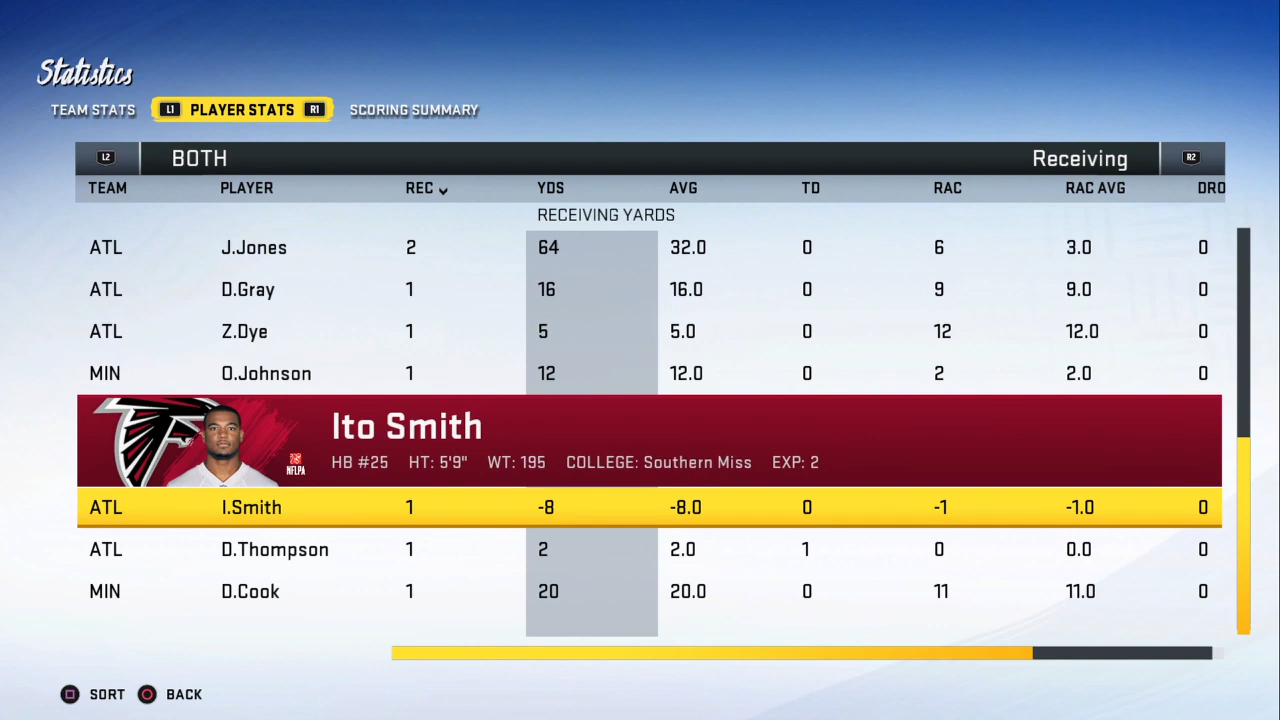 Statistics
TEAM STATS L1 PLAYER STATS R1 SCORING SUMMARY
L2 BOTH Receiving R2
TEAM PLAYER REC YDS AVG TD RAC RAC AVG DRO
RECEIVING YARDS
ATL J.Jones 2 64 32.0 0 6 3.0 0
ATL D.Gray 1 16 16.0 0 9 9.0 0
ATL Z.Dye 1 5 5.0 0 12 12.0 0
MIN O.Johnson 1 12 12.0 0 2 2.0 0
Ito Smith
HB #25 HT: 5'9" WT: 195 COLLEGE: Southern Miss EXP: 2
NFLPA
ATL I.Smith 1 -8 -8.0 0 -1 -1.0 0
ATL D.Thompson 1 2 2.0 1 0 0.0 0
MIN D.Cook 1 20 20.0 0 11 11.0 0
SORT BACK